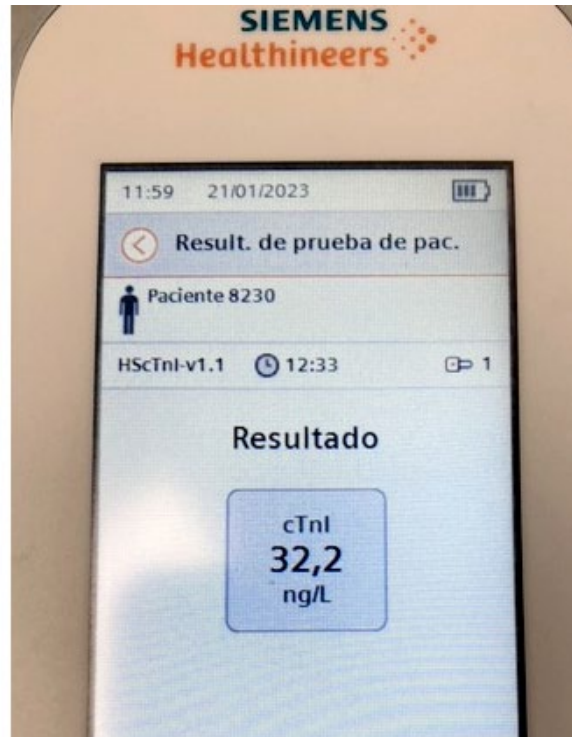 SIEMENS
Healthineers
11:59 21/01/2023
Result. de prueba de pac.
Paciente 8230
HScTnI-v1.1 12:33 1
Resultado
cTnI
32,2
ng/L